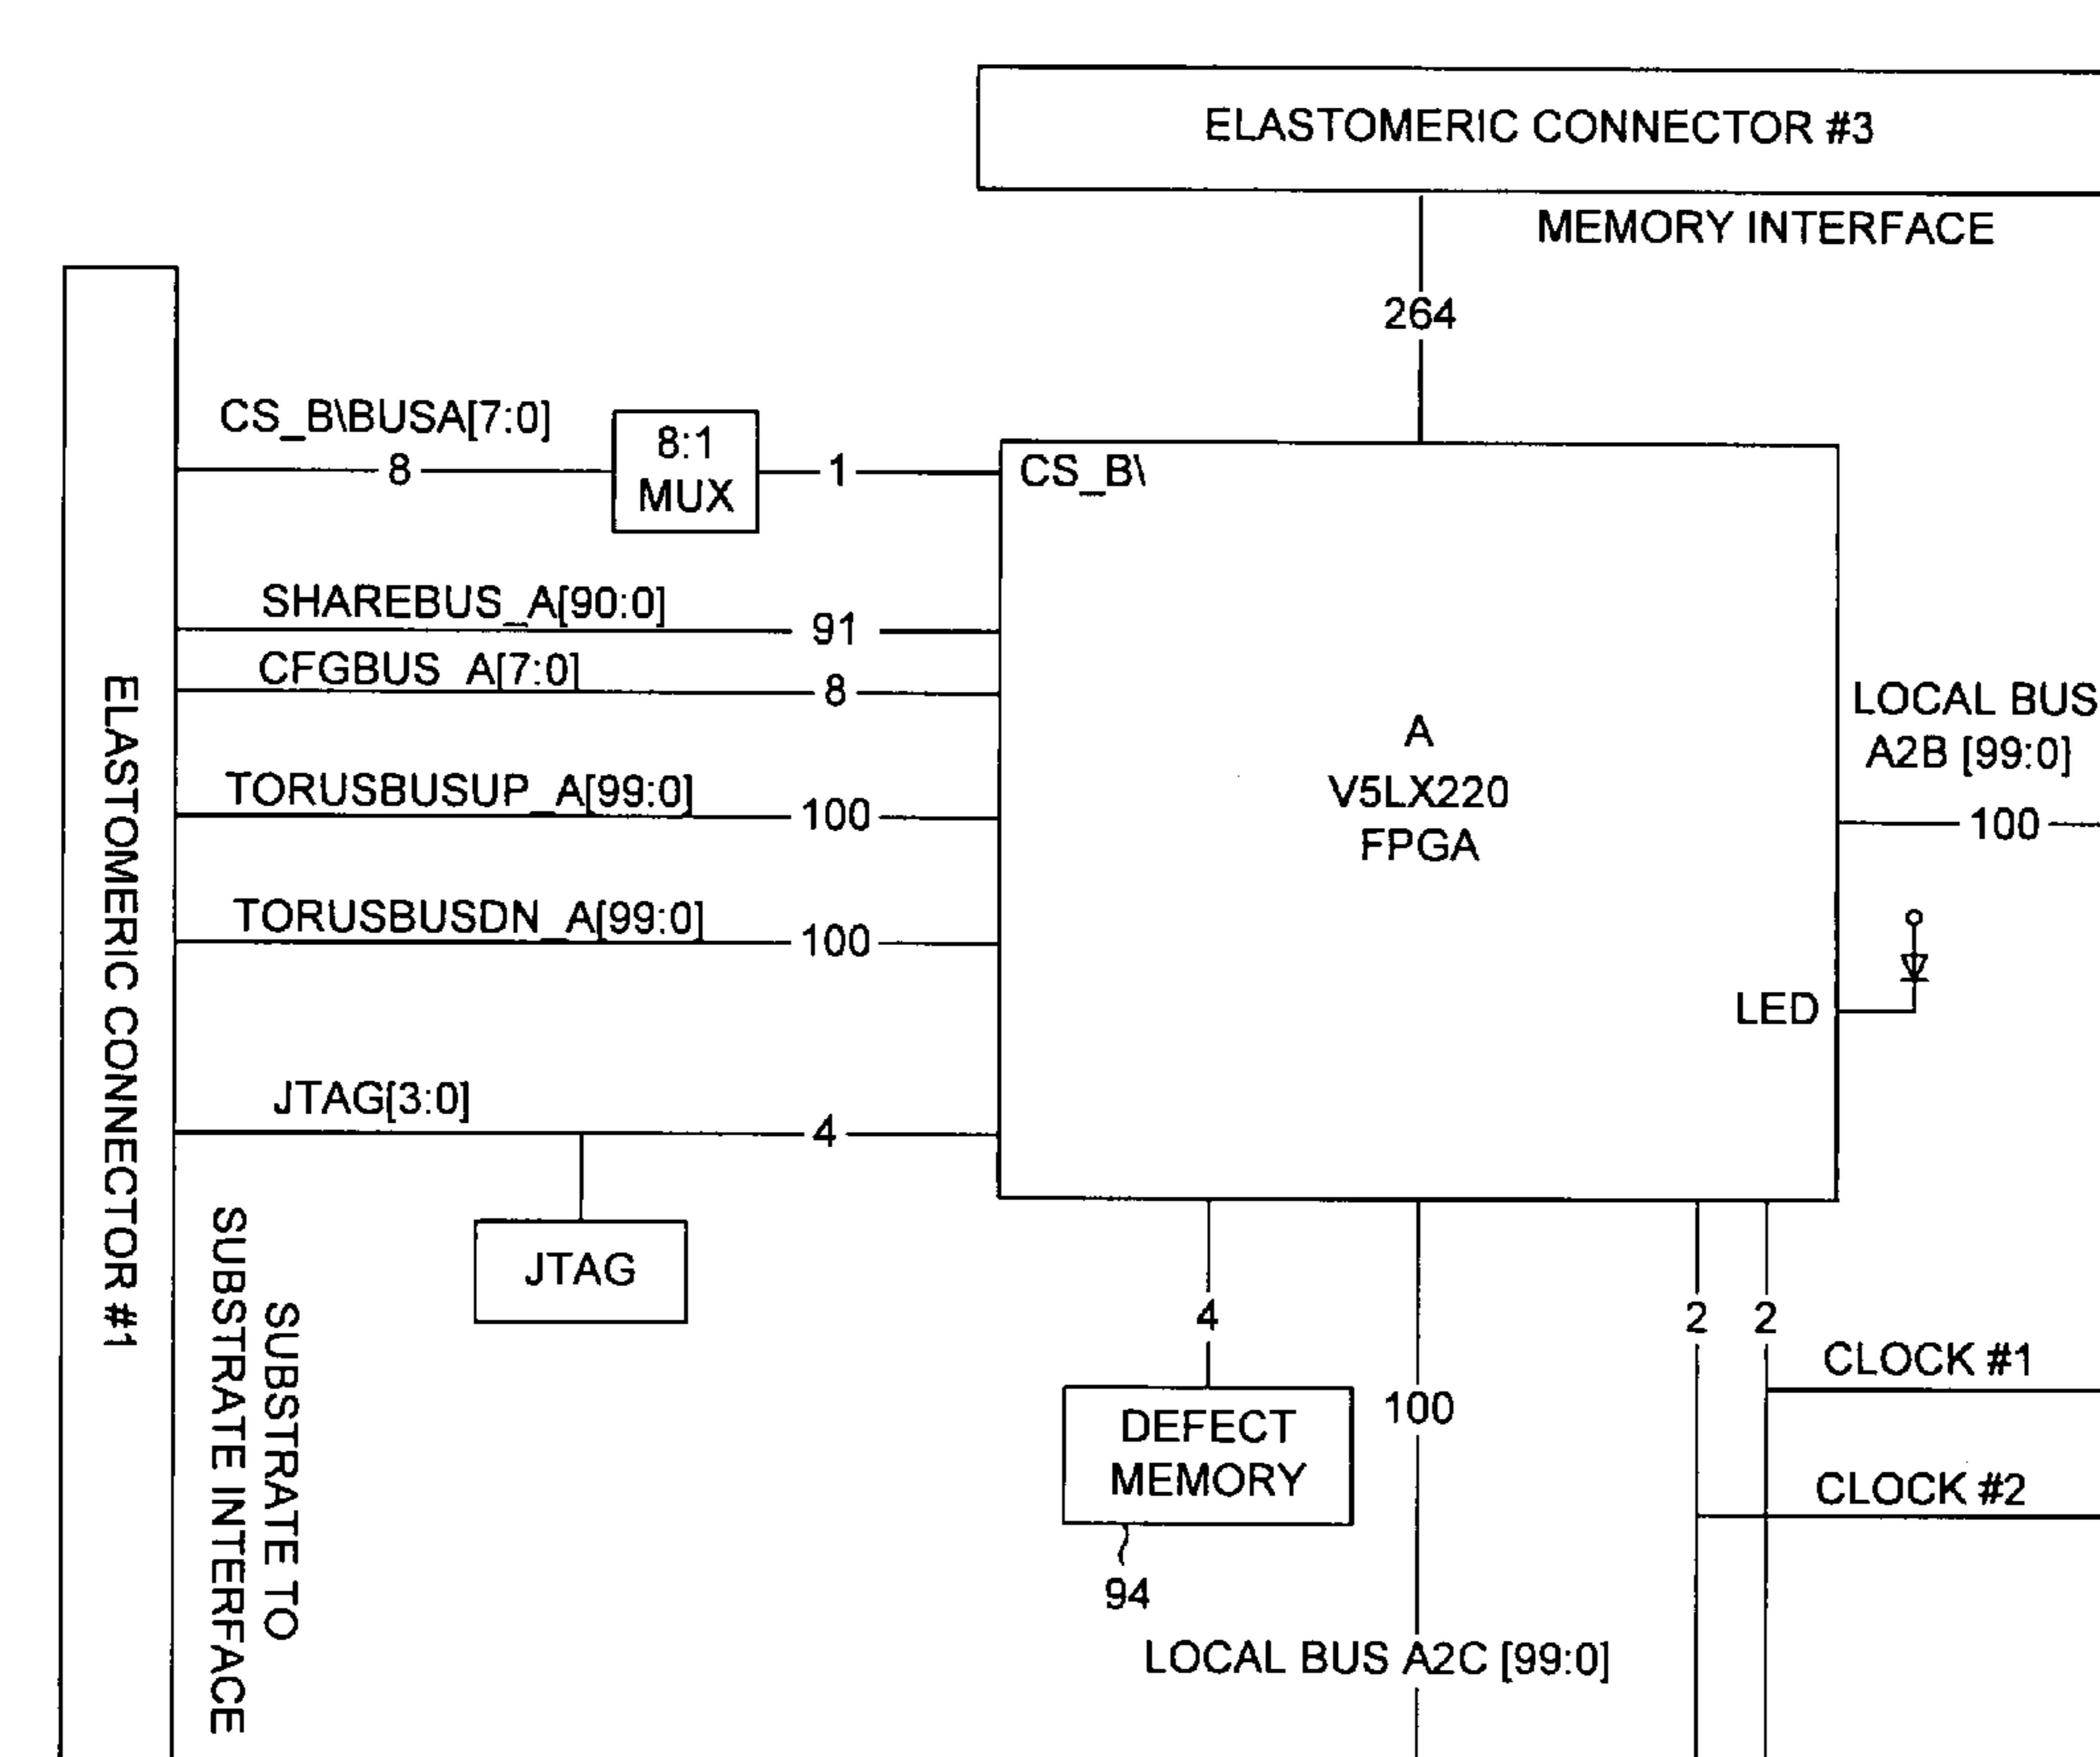 ELASTOMERIC CONNECTOR #3
MEMORY INTERFACE
264
CS_B\BUSA[7:0]
8
8:1
MUX
1
CS_B\
SHAREBUS_A[90:0]
91
CFGBUS_A[7:0]
8
A
V5LX220
FPGA
LOCAL BUS
A2B [99:0]
100
TORUSBUSUP_A[99:0]
100
TORUSBUSDN_A[99:0]
100
LED
JTAG[3:0]
4
JTAG
ELASTOMERIC CONNECTOR #1
SUBSTRATE TO
SUBSTRATE INTERFACE
4
DEFECT
MEMORY
94
100
LOCAL BUS A2C [99:0]
2
2
CLOCK #1
CLOCK #2